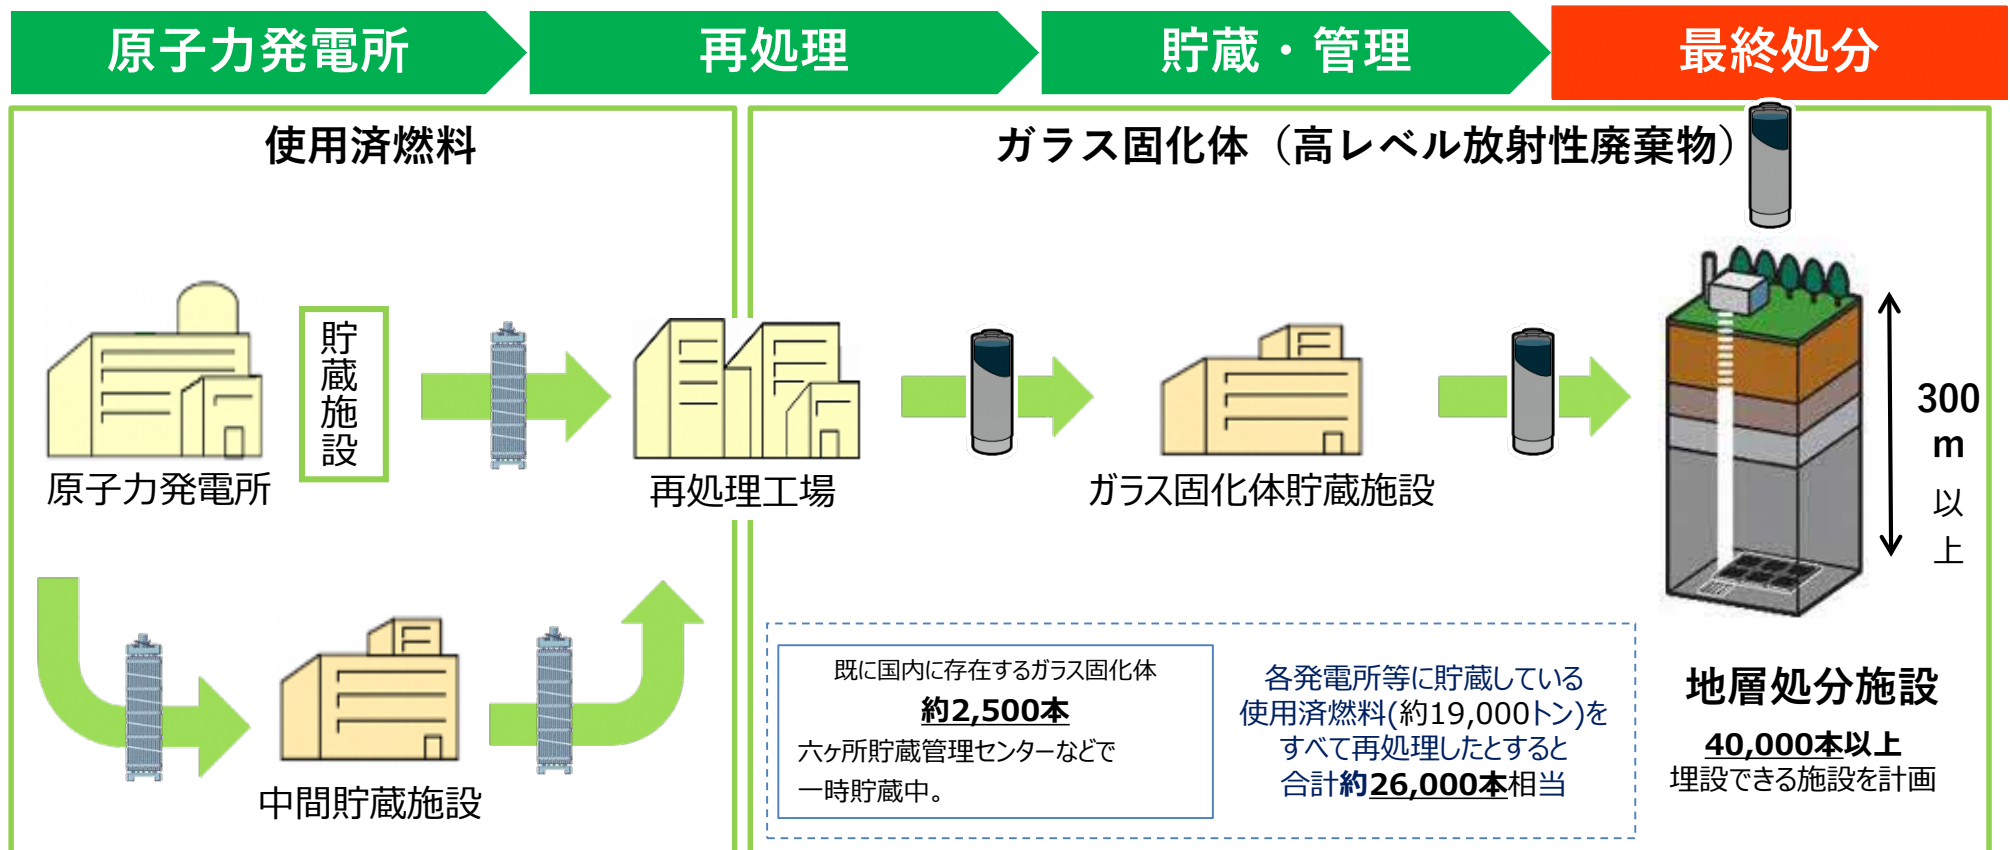 原子力発電所
再処理
貯蔵・管理
最終処分
使用済燃料
ガラス固化体（高レベル放射性廃棄物）
貯蔵施設
原子力発電所
再処理工場
ガラス固化体貯蔵施設
300
m
以
上
中間貯蔵施設
既に国内に存在するガラス固化体
約2,500本
六ヶ所貯蔵管理センターなどで
一時貯蔵中。
各発電所等に貯蔵している
使用済燃料(約19,000トン)を
すべて再処理したとすると
合計約26,000本相当
地層処分施設
40,000本以上
埋設できる施設を計画